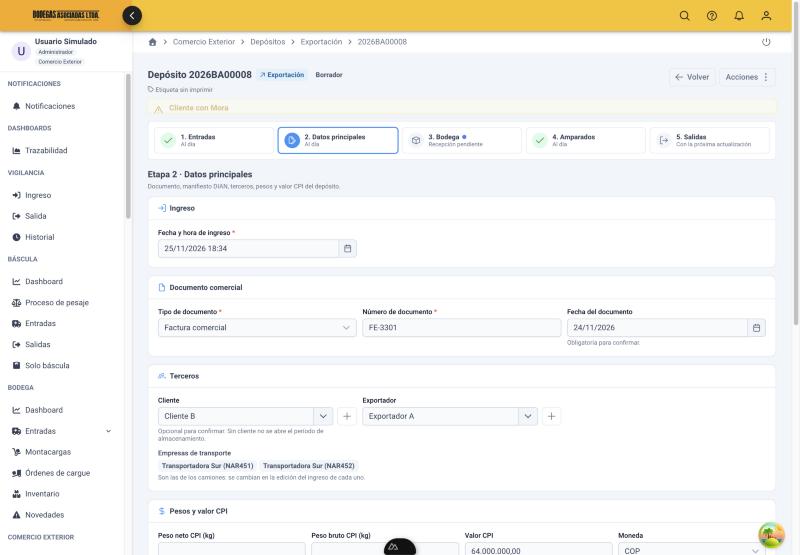 BODEGAS ASOCIADAS LTDA.
U
Usuario Simulado
Administrador
Comercio Exterior
NOTIFICACIONES
Notificaciones
DASHBOARDS
Trazabilidad
VIGILANCIA
Ingreso
Salida
Historial
BÁSCULA
Dashboard
Proceso de pesaje
Entradas
Salidas
Solo báscula
BODEGA
Dashboard
Entradas
Montacargas
Órdenes de cargue
Inventario
Novedades
COMERCIO EXTERIOR
Comercio Exterior > Depósitos > Exportación > 2026BA00008
Depósito 2026BA00008 Exportación Borrador
Etiqueta sin imprimir
Volver
Acciones
Cliente con Mora
1. Entradas
Al día
2. Datos principales
Al día
3. Bodega
Recepción pendiente
4. Amparados
Al día
5. Salidas
Con la próxima actualización
Etapa 2 · Datos principales
Documento, manifiesto DIAN, terceros, pesos y valor CPI del depósito.
Ingreso
Fecha y hora de ingreso *
25/11/2026 18:34
Documento comercial
Tipo de documento * Número de documento * Fecha del documento
Factura comercial FE-3301 24/11/2026
Obligatoria para confirmar.
Terceros
Cliente Exportador
Cliente B Exportador A
Opcional para confirmar. Sin cliente no se abre el período de
almacenamiento.
Empresas de transporte
Transportadora Sur (NAR451) Transportadora Sur (NAR452)
Son las de los camiones: se cambian en la edición del ingreso de cada uno.
Pesos y valor CPI
Peso neto CPI (kg) Peso bruto CPI (kg) Valor CPI Moneda
64.000.000,00 COP